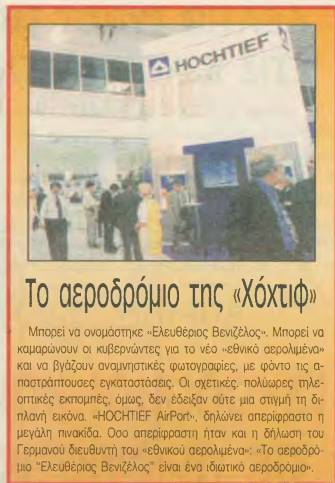 HOCHTIEF
Το αεροδρόμιο της «Χόχτιφ»
Μπορεί να ονομάστηκε «Ελευθέριος Βενιζέλος». Μπορεί να
καμαρώνουν οι κυβερνώντες για το νέο «εθνικό αερολιμένα»
και να βγάζουν αναμνηστικές φωτογραφίες, με φόντο τις α-
παστράπτουσες εγκαταστάσεις. Οι σχετικές. πολύωρες τηλε-
οπτικές εκπομπές, όμως, δεν έδειξαν ούτε μια στιγμή τη δι-
πλανή εικόνα. «HOCHTIEF AirPort», δηλώνει απερίφραστα η
μεγάλη πινακίδα. Οσο απερίφραστη ήταν και η δήλωση του
Γερμανού διευθυντή του «εθνικού αερολιμένα»: «Το αεροδρό-
μιο "Ελευθέριος Βενιζέλος" είναι ένα ιδιωτικό αεροδρόμιο».